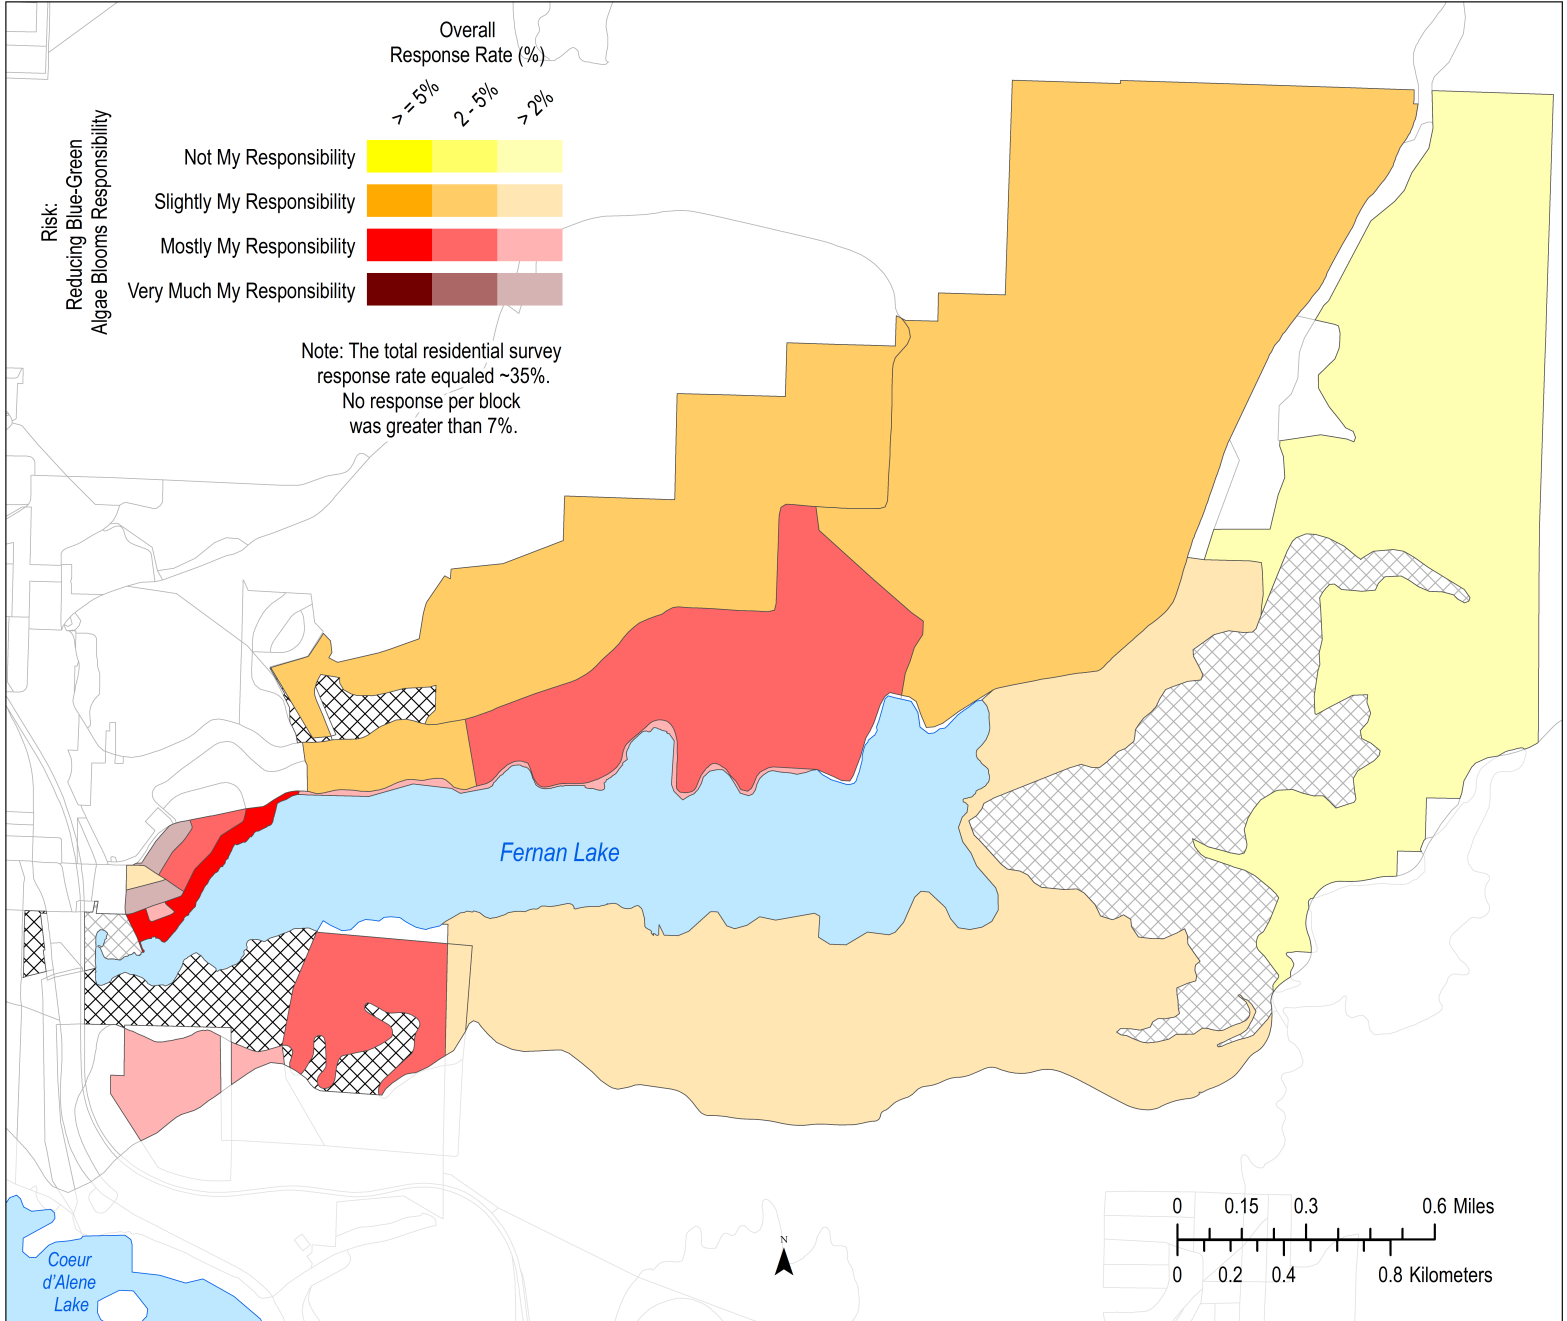 Overall
Response Rate (%)
> = 5%
2 - 5%
> 2%
Risk:
Reducing Blue-Green
Algae Blooms Responsibility
Not My Responsibility
Slightly My Responsibility
Mostly My Responsibility
Very Much My Responsibility
Note: The total residential survey
response rate equaled ~35%.
No response per block
was greater than 7%.
Fernan Lake
Coeur
d'Alene
Lake
N
0 0.15 0.3 0.6 Miles
0 0.2 0.4 0.8 Kilometers